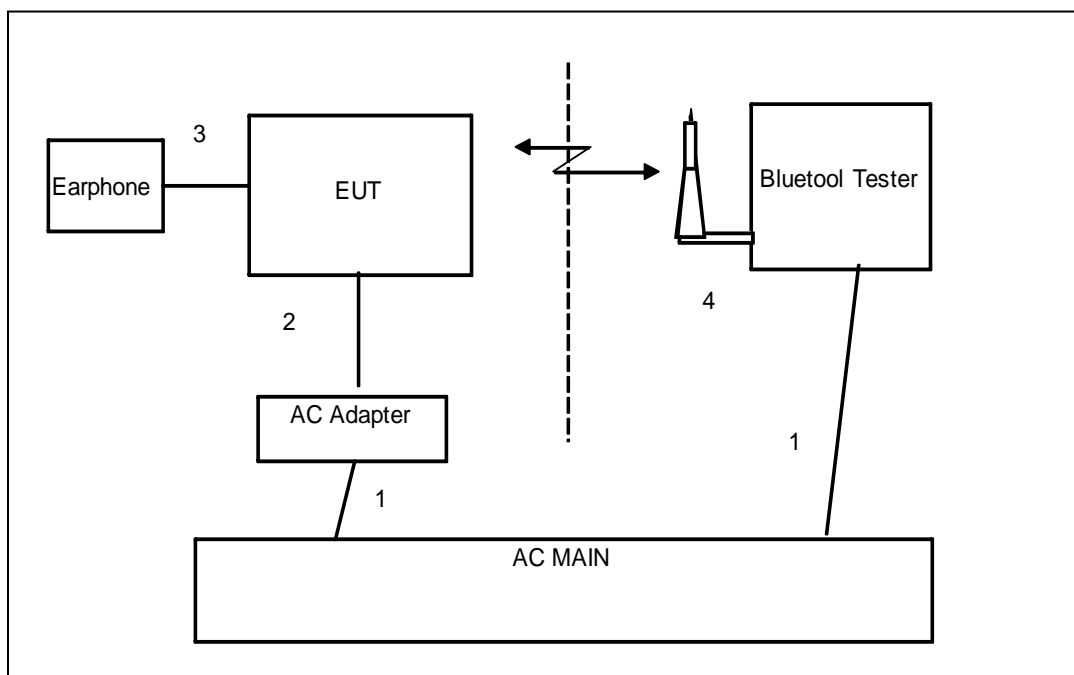 3
Earphone
EUT
Bluetool Tester
4
2
AC Adapter
1
1
AC MAIN